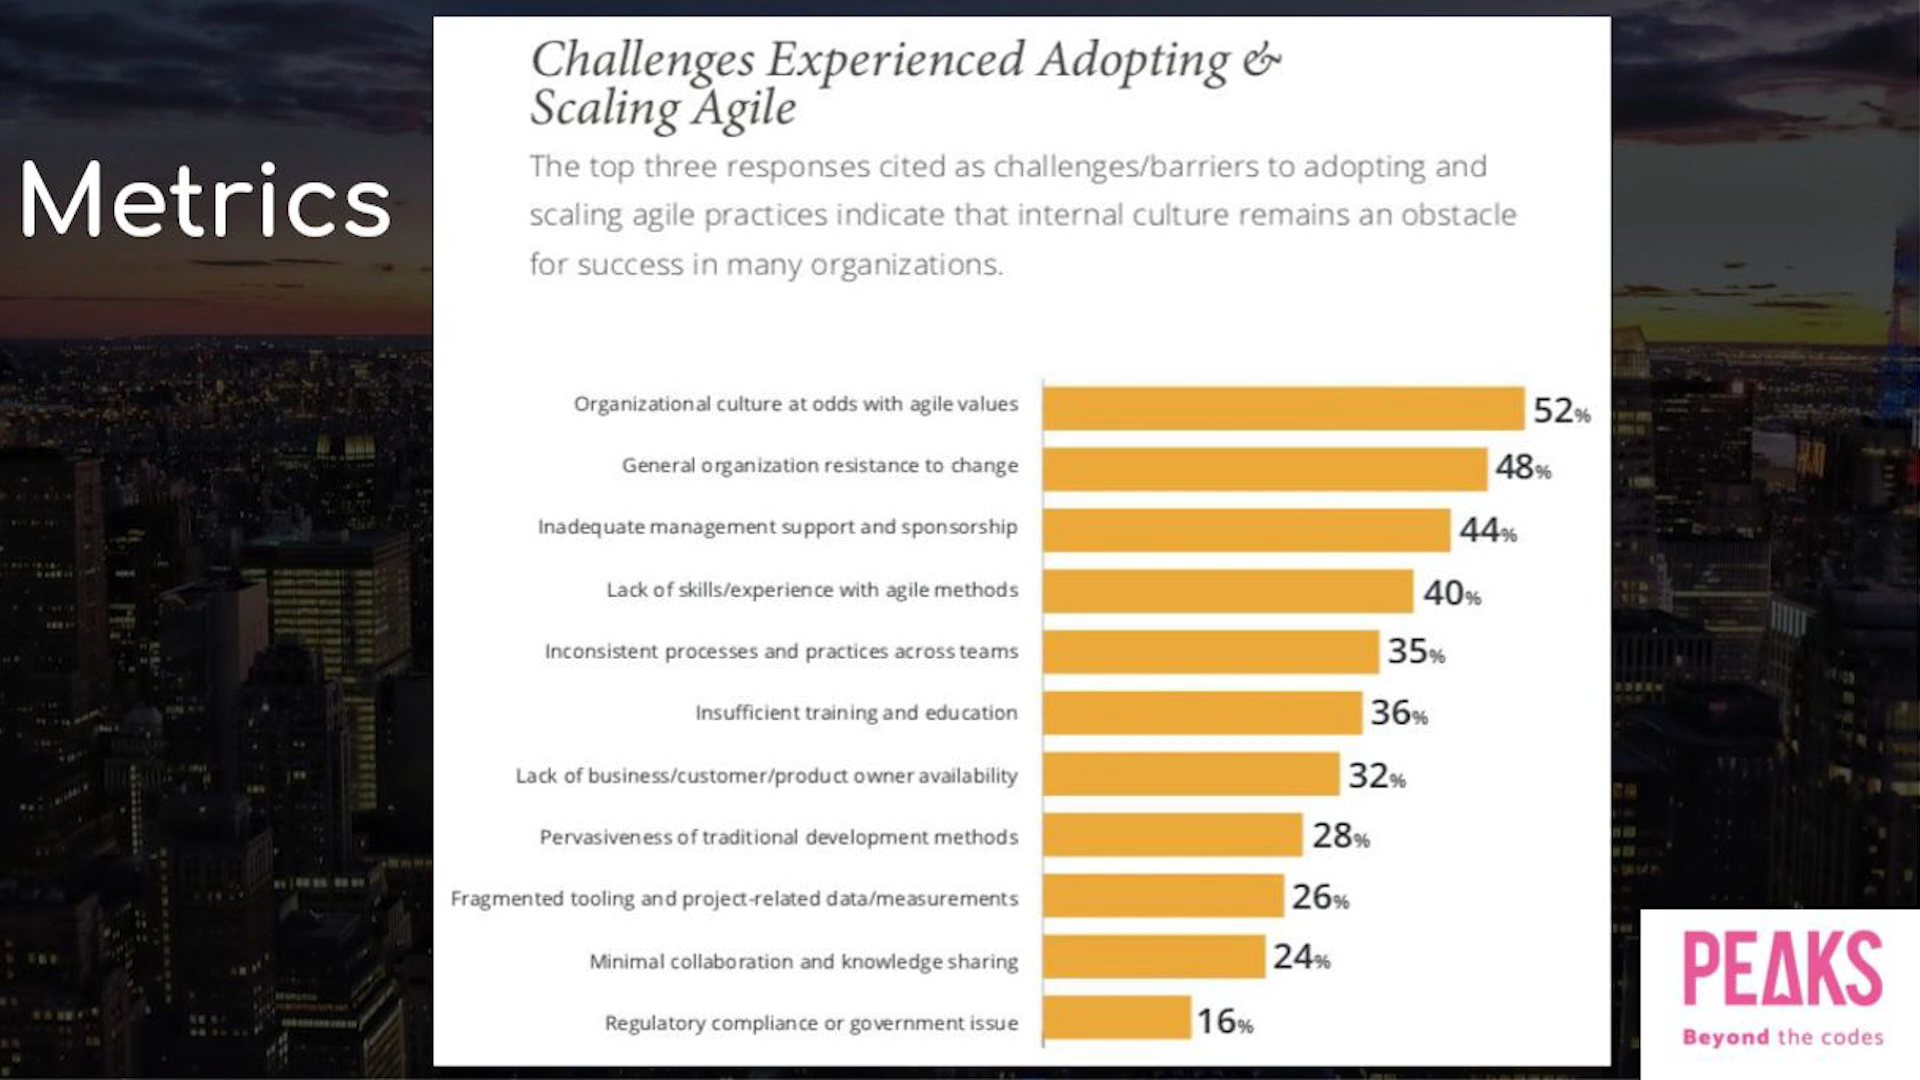 Metrics
Challenges Experienced Adopting &
Scaling Agile
The top three responses cited as challenges/barriers to adopting and
scaling agile practices indicate that internal culture remains an obstacle
for success in many organizations.
Organizational culture at odds with agile values 52%
General organization resistance to change 48%
Inadequate management support and sponsorship 44%
Lack of skills/experience with agile methods 40%
Inconsistent processes and practices across teams 35%
Insufficient training and education 36%
Lack of business/customer/product owner availability 32%
Pervasiveness of traditional development methods 28%
Fragmented tooling and project-related data/measurements 26%
Minimal collaboration and knowledge sharing 24%
Regulatory compliance or government issue 16%
PEAKS
Beyond the codes